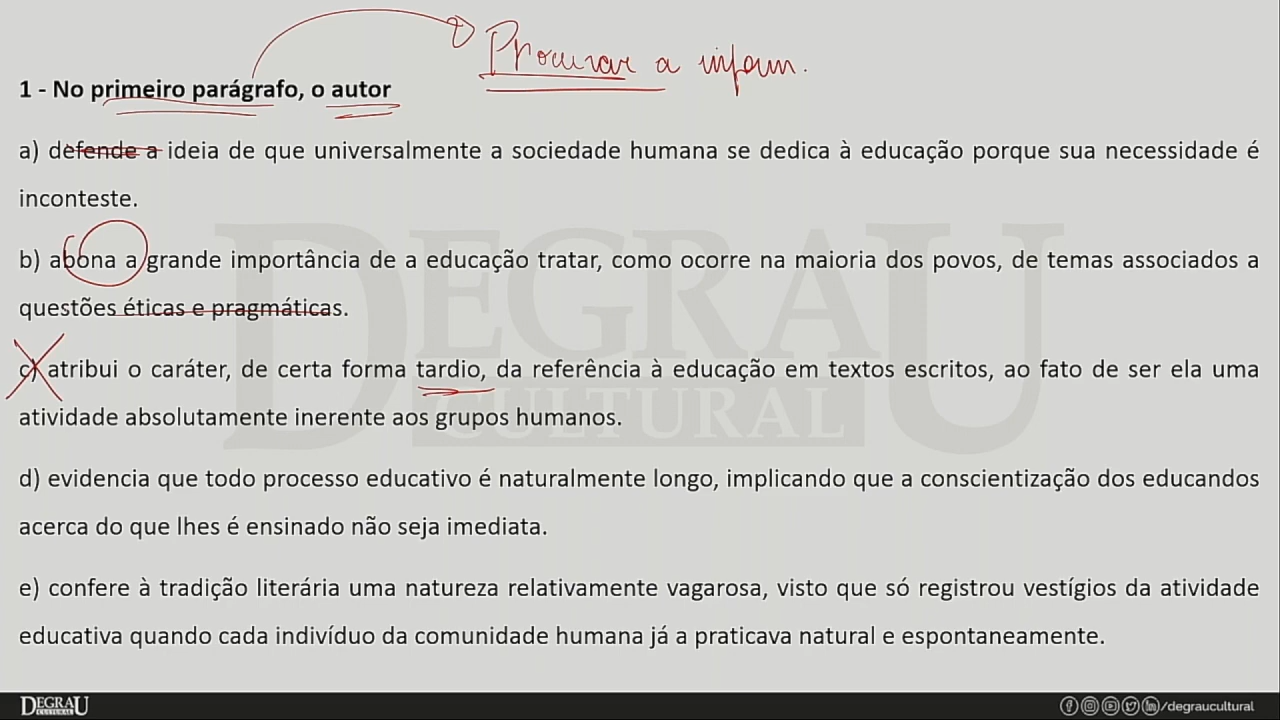 Procurar a inform.
1 - No primeiro parágrafo, o autor
a) defende a ideia de que universalmente a sociedade humana se dedica à educação porque sua necessidade é
inconteste.
b) abona a grande importância de a educação tratar, como ocorre na maioria dos povos, de temas associados a
questões éticas e pragmáticas.
c) atribui o caráter, de certa forma tardio, da referência à educação em textos escritos, ao fato de ser ela uma
atividade absolutamente inerente aos grupos humanos.
d) evidencia que todo processo educativo é naturalmente longo, implicando que a conscientização dos educandos
acerca do que lhes é ensinado não seja imediata.
e) confere à tradição literária uma natureza relativamente vagarosa, visto que só registrou vestígios da atividade
educativa quando cada indivíduo da comunidade humana já a praticava natural e espontaneamente.
DEGRAU
CULTURAL
DEGRAU
CULTURAL
/degraucultural